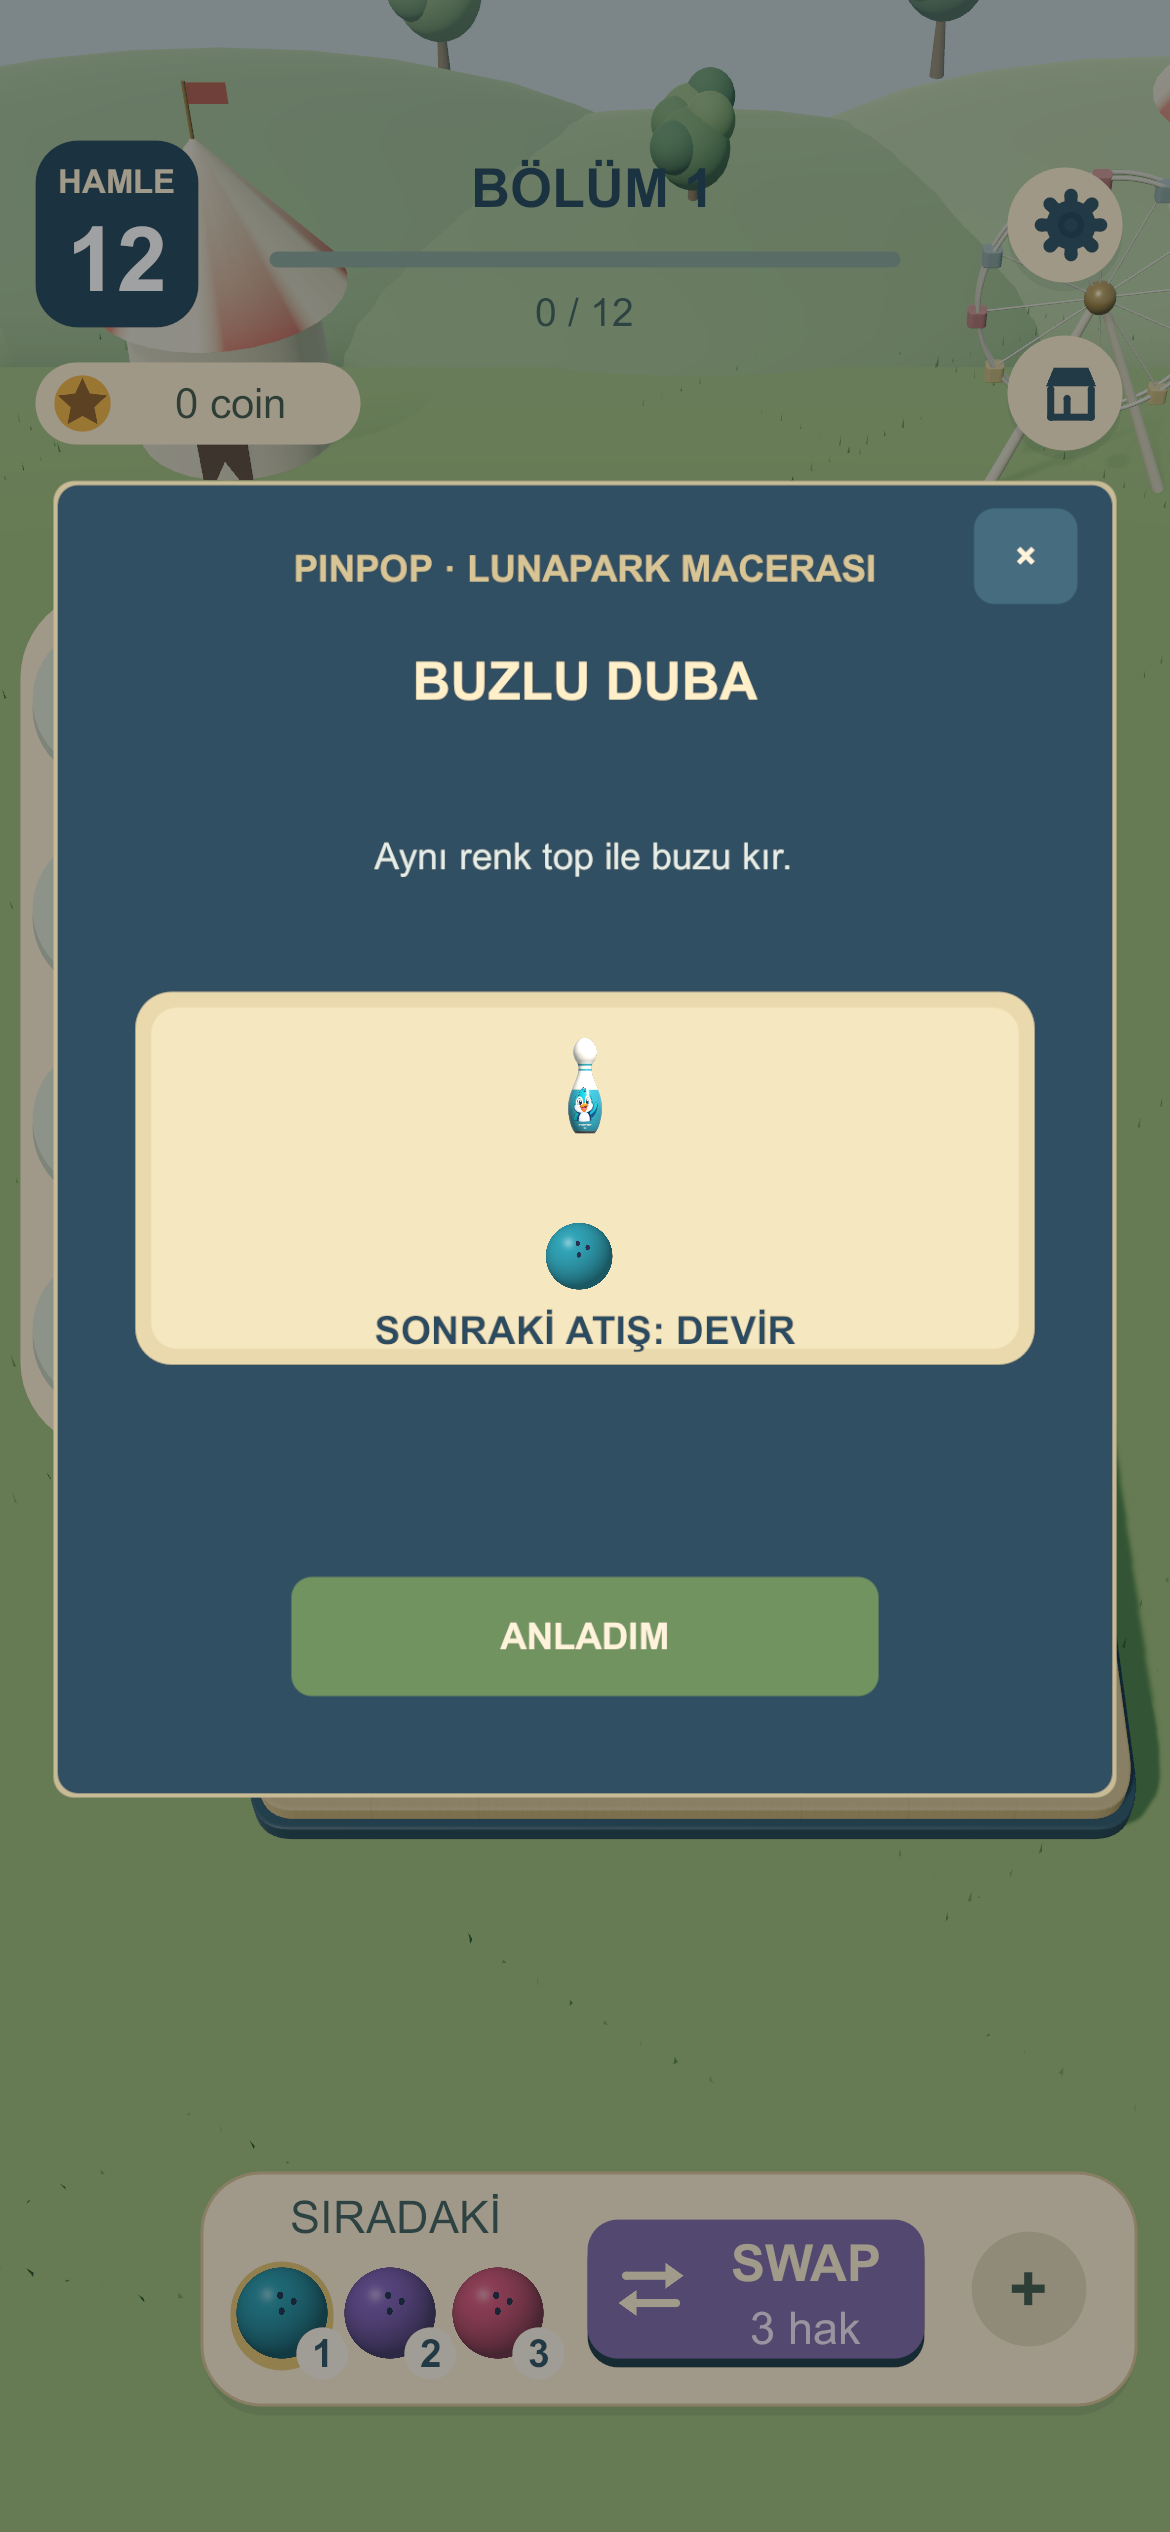 HAMLE
12
BÖLÜM 1
0 / 12
0 coin
PINPOP · LUNAPARK MACERASI
×
BUZLU DUBA
Aynı renk top ile buzu kır.
SONRAKİ ATIŞ: DEVİR
ANLADIM
SIRADAKİ
1
2
3
SWAP
3 hak
+